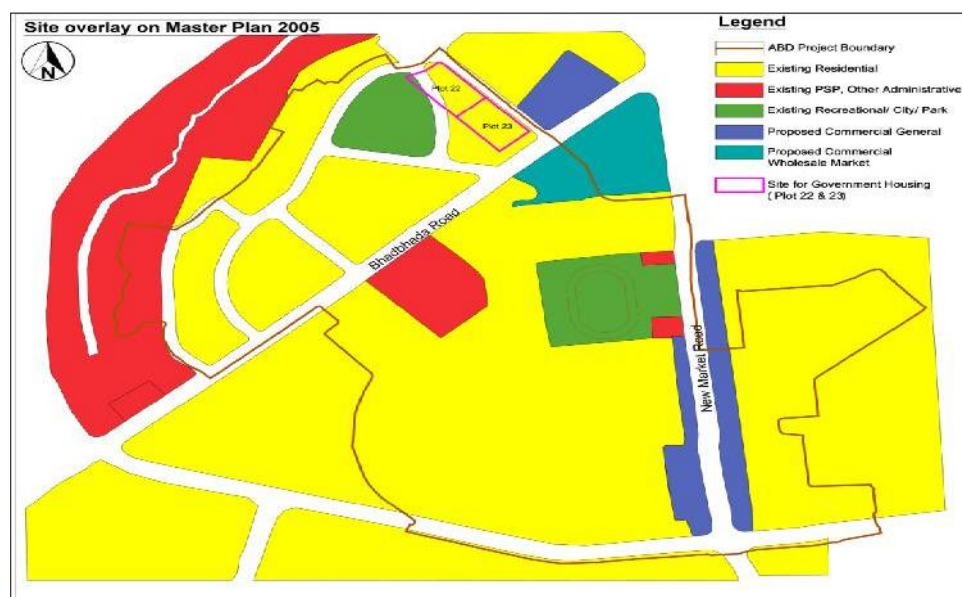 Site overlay on Master Plan 2005
N
Legend
ABD Project Boundary
Existing Residential
Existing PSP, Other Administrative
Existing Recreational/ City/ Park
Proposed Commercial General
Proposed Commercial
Wholesale Market
Site for Government Housing
( Plot 22 & 23)
Plot 22
Plot 23
Bhadbhada Road
New Market Road